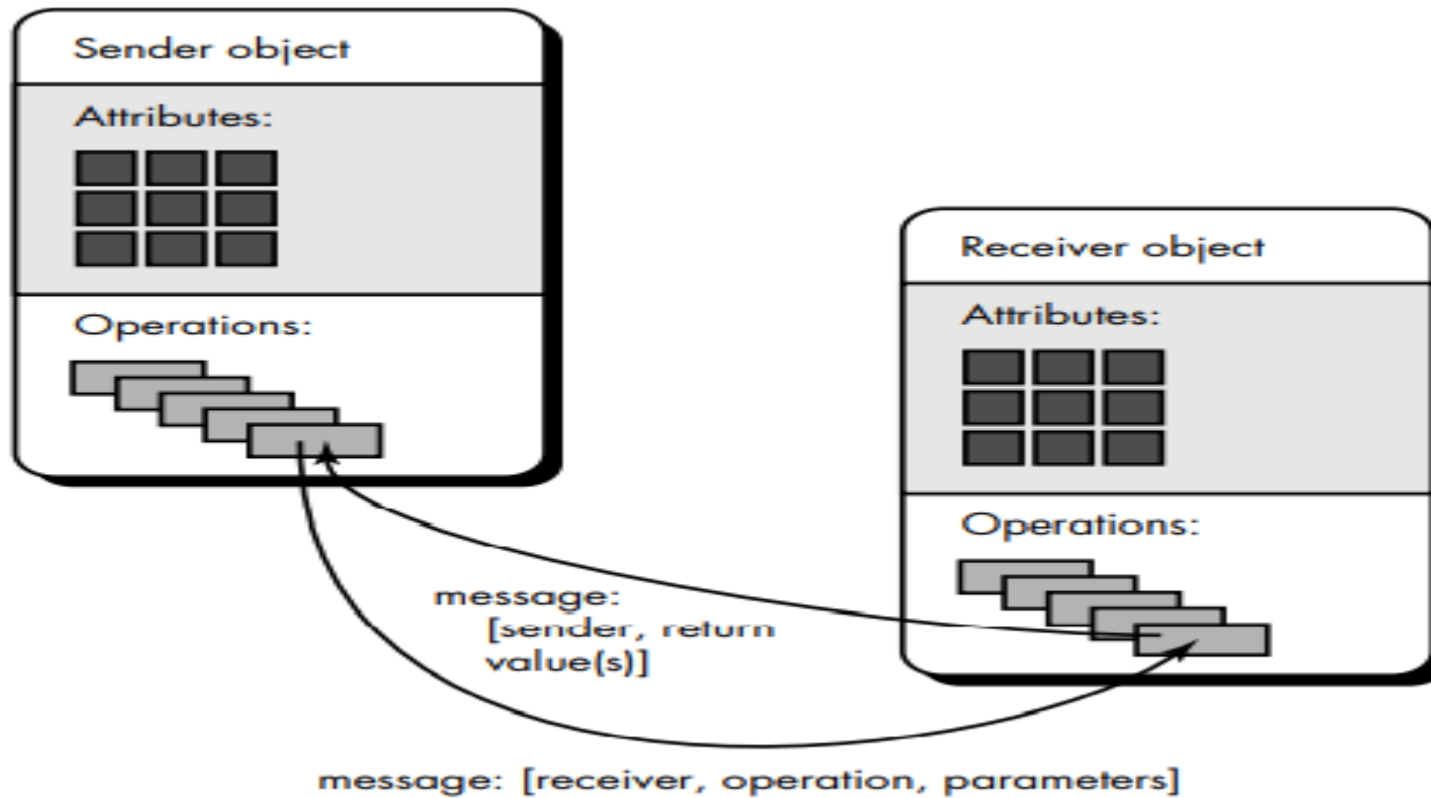 Sender object
Attributes:
Operations:
Receiver object
Attributes:
Operations:
message:
[sender, return
value(s)]
message: [receiver, operation, parameters]